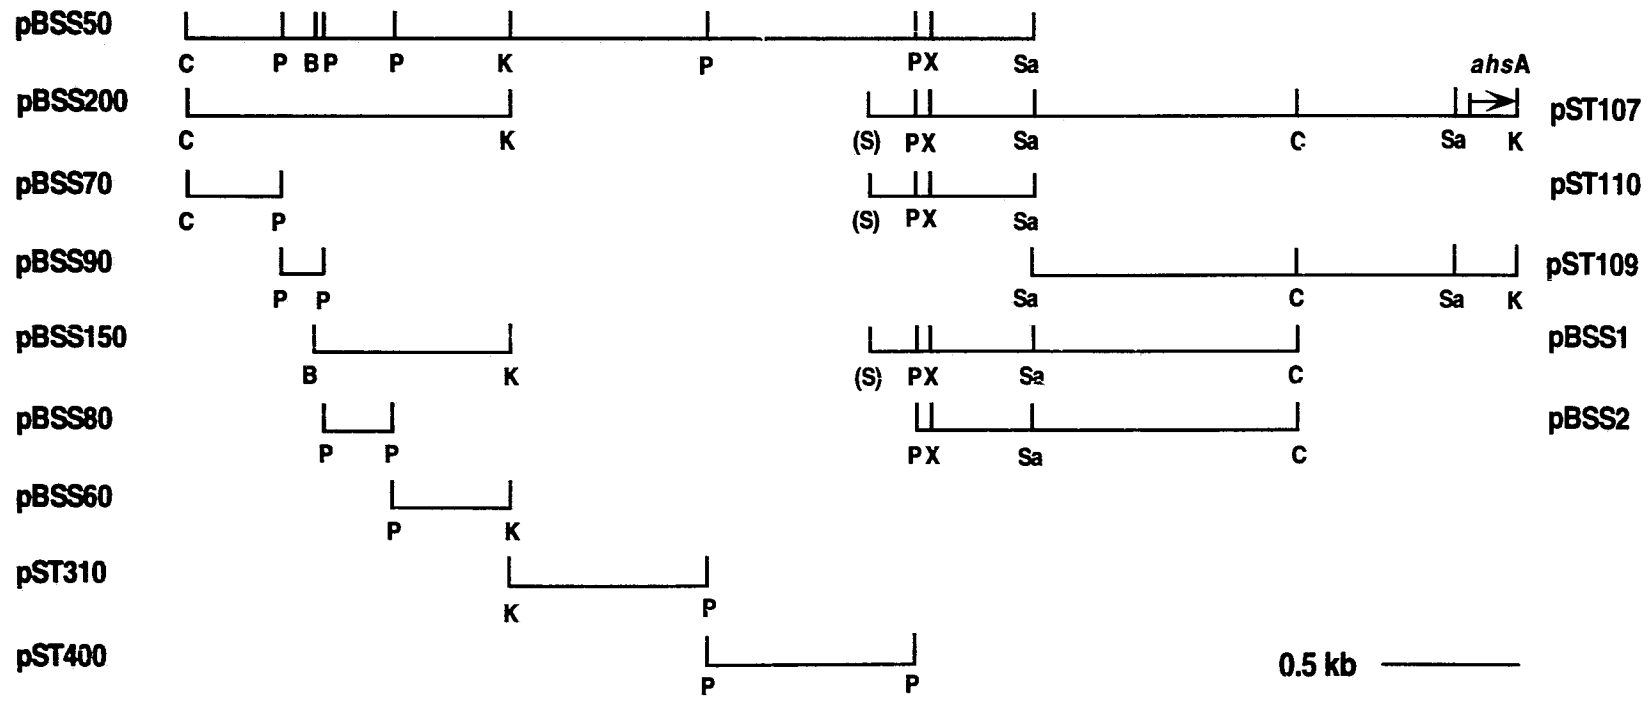 pBSS50
C P B P P K P P X Sa
ahsA
pBSS200 pST107
C K (S) P X Sa C Sa K
pBSS70 pST110
C P (S) P X Sa
pBSS90 pST109
P P Sa C Sa K
pBSS150 pBSS1
B K (S) P X Sa C
pBSS80 pBSS2
P P P X Sa C
pBSS60
P K
pST310
K P
pST400 0.5 kb
P P